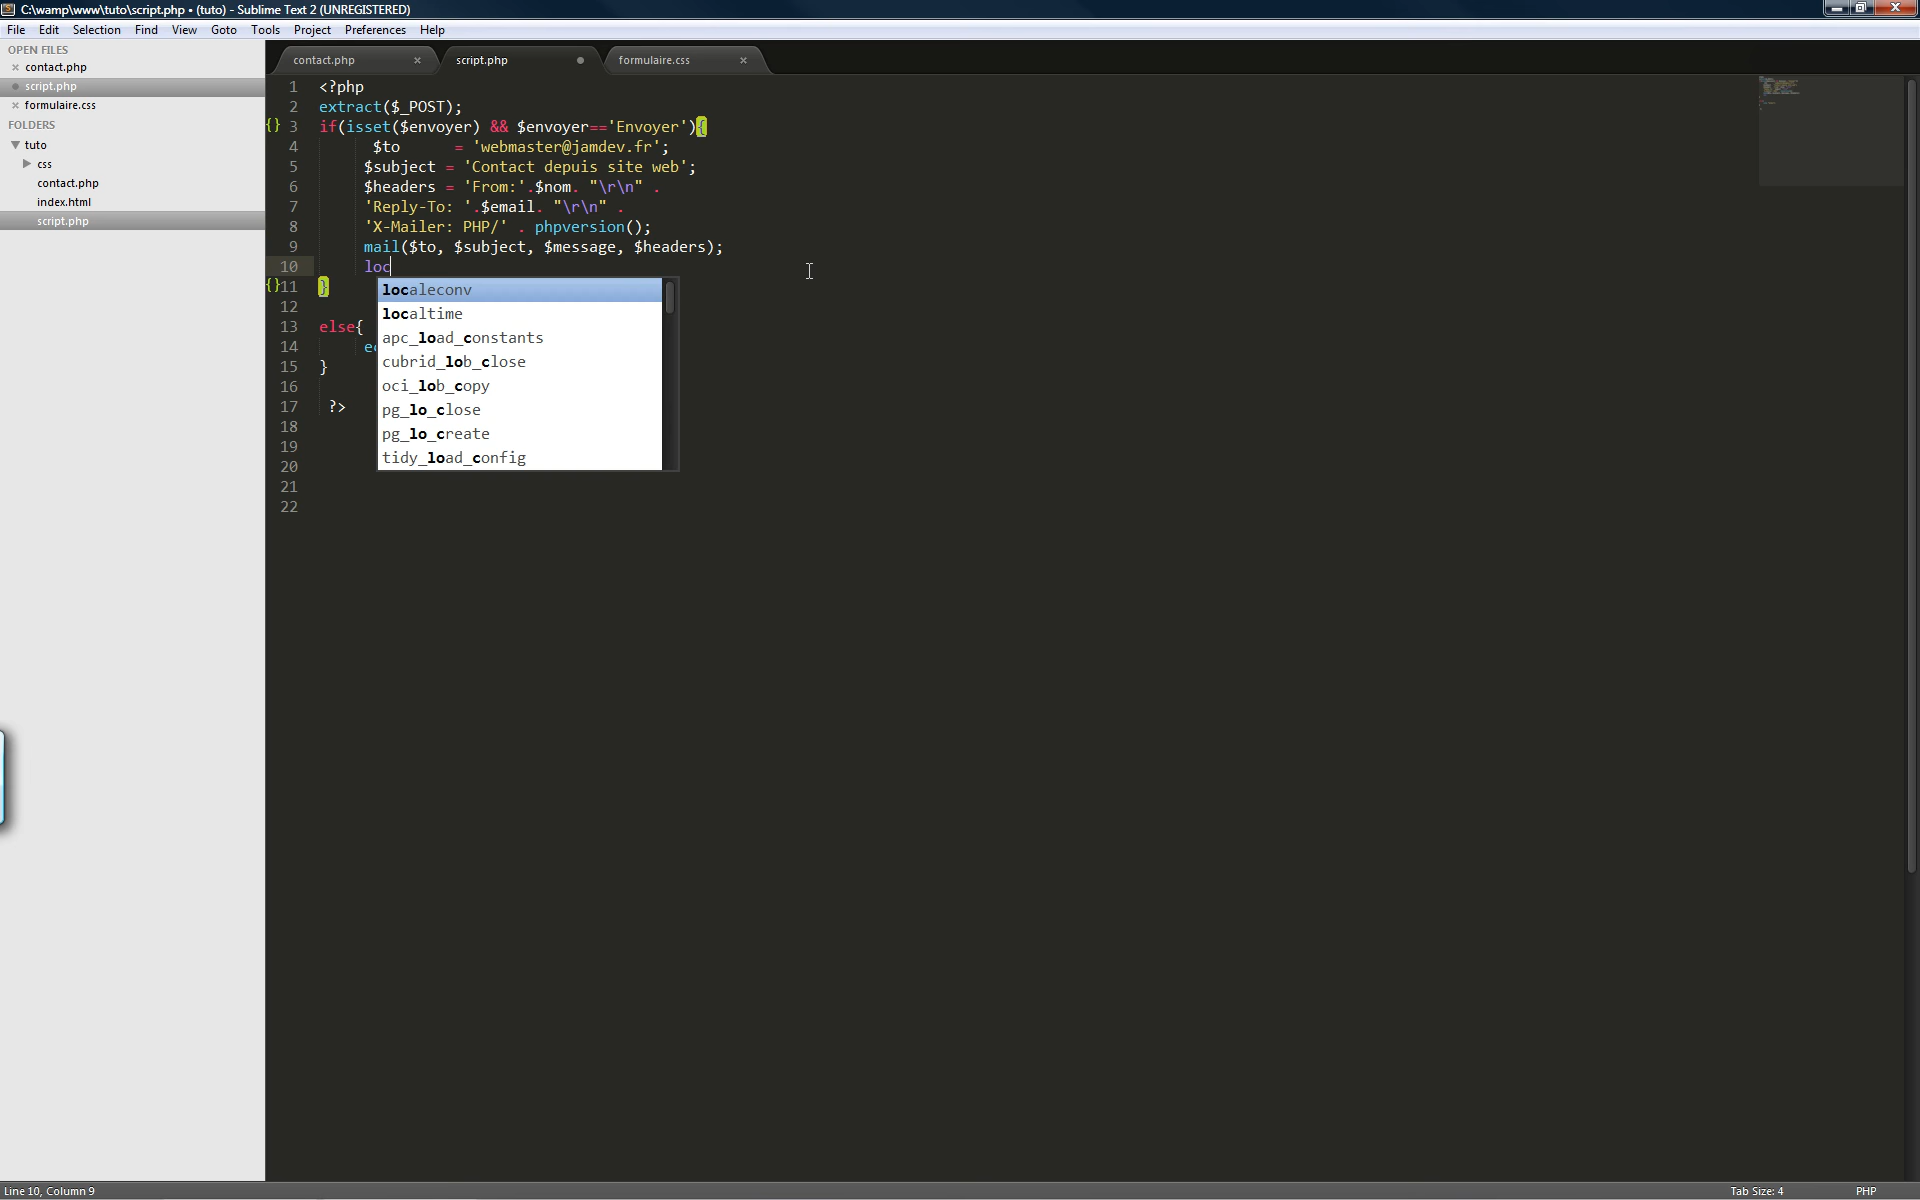 C:\wamp\www\tuto\script.php • (tuto) - Sublime Text 2 (UNREGISTERED)
File Edit Selection Find View Goto Tools Project Preferences Help
OPEN FILES
contact.php
script.php
formulaire.css
FOLDERS
tuto
css
contact.php
index.html
script.php
contact.php script.php formulaire.css
1 <?php
2 extract($_POST);
3 if(isset($envoyer) && $envoyer=='Envoyer'){
4 $to = 'webmaster@jamdev.fr';
5 $subject = 'Contact depuis site web';
6 $headers = 'From:'.$nom. "\r\n" .
7 'Reply-To: '.$email. "\r\n" .
8 'X-Mailer: PHP/' . phpversion();
9 mail($to, $subject, $message, $headers);
10 loc
11 }
12
13 else{
14
15 }
16
17 ?>
18
19
20
21
22
localeconv
localtime
apc_load_constants
cubrid_lob_close
oci_lob_copy
pg_lo_close
pg_lo_create
tidy_load_config
Line 10, Column 9
Tab Size: 4 PHP